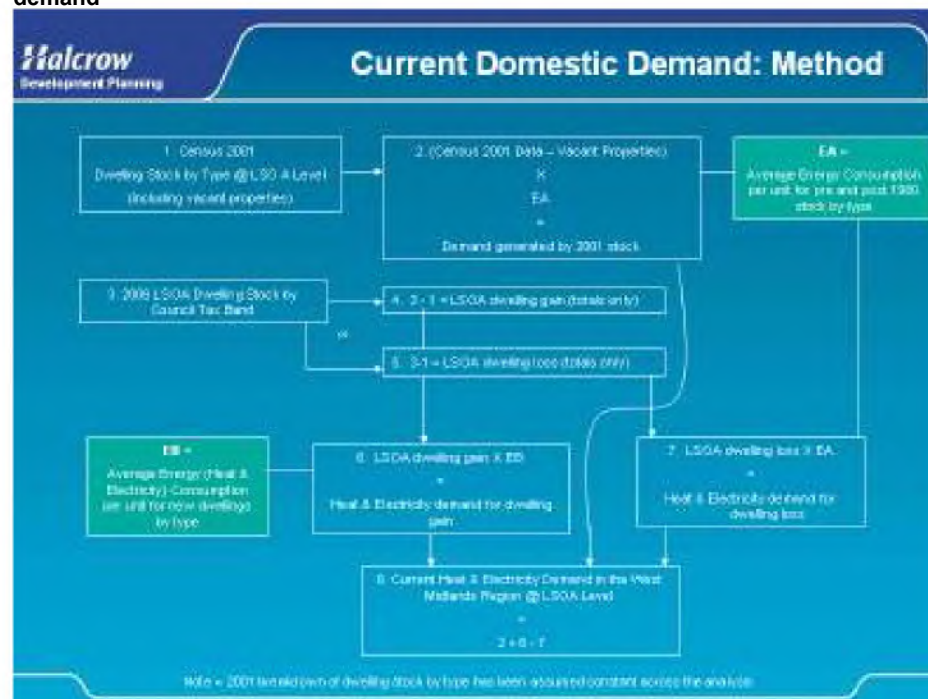 demand
Halcrow
Development Planning
Current Domestic Demand: Method
1. Census 2001
Dwelling Stock by Type @ LSOA Level
(including vacant properties)
2. (Census 2001 Data – Vacant Properties)
X
EA
=
Demand generated by 2001 stock
EA =
Average Energy Consumption
per unit for pre and post 1980
stock by type
3. LSOA Dwelling Stock by
Council Tax Band
or
4. 3 - 1 = LSOA dwelling gain (totals only)
5. 3-1 = LSOA dwelling loss (totals only)
EB =
Average Energy (Heat &
Electricity) Consumption
per unit for new dwellings
by type
6. LSOA dwelling gain X EB
=
Heat & Electricity demand for dwelling
gain
7. LSOA dwelling loss X EA
=
Heat & Electricity demand for
dwelling loss
8. Current Heat & Electricity Demand in the West
Midlands Region @ LSOA Level
=
2 + 6 - 7
Note = 2001 breakdown of dwelling stock by type has been assumed constant across the analysis